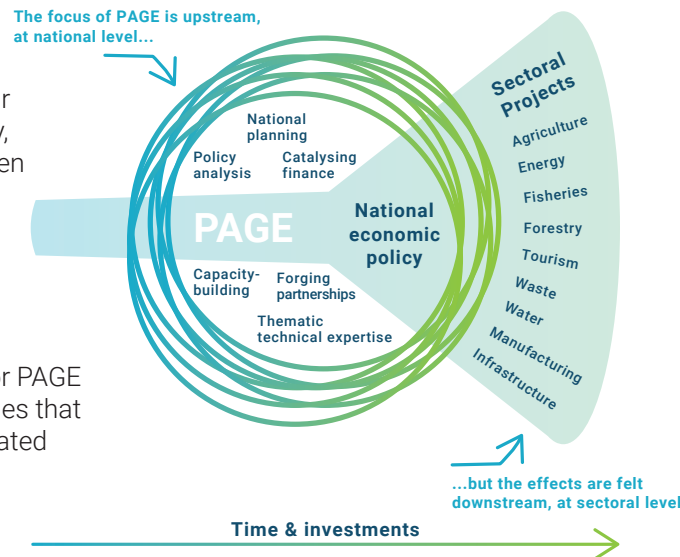 The focus of PAGE is upstream,
at national level...
r
y,
en
National
planning
Policy
analysis
Catalysing
finance
PAGE
National
economic
policy
Capacity-
building
Forging
partnerships
Thematic
technical expertise
Sectoral
Projects
Agriculture
Energy
Fisheries
Forestry
Tourism
Waste
Water
Manufacturing
Infrastructure
or PAGE
es that
ated
...but the effects are felt
downstream, at sectoral level
Time & investments